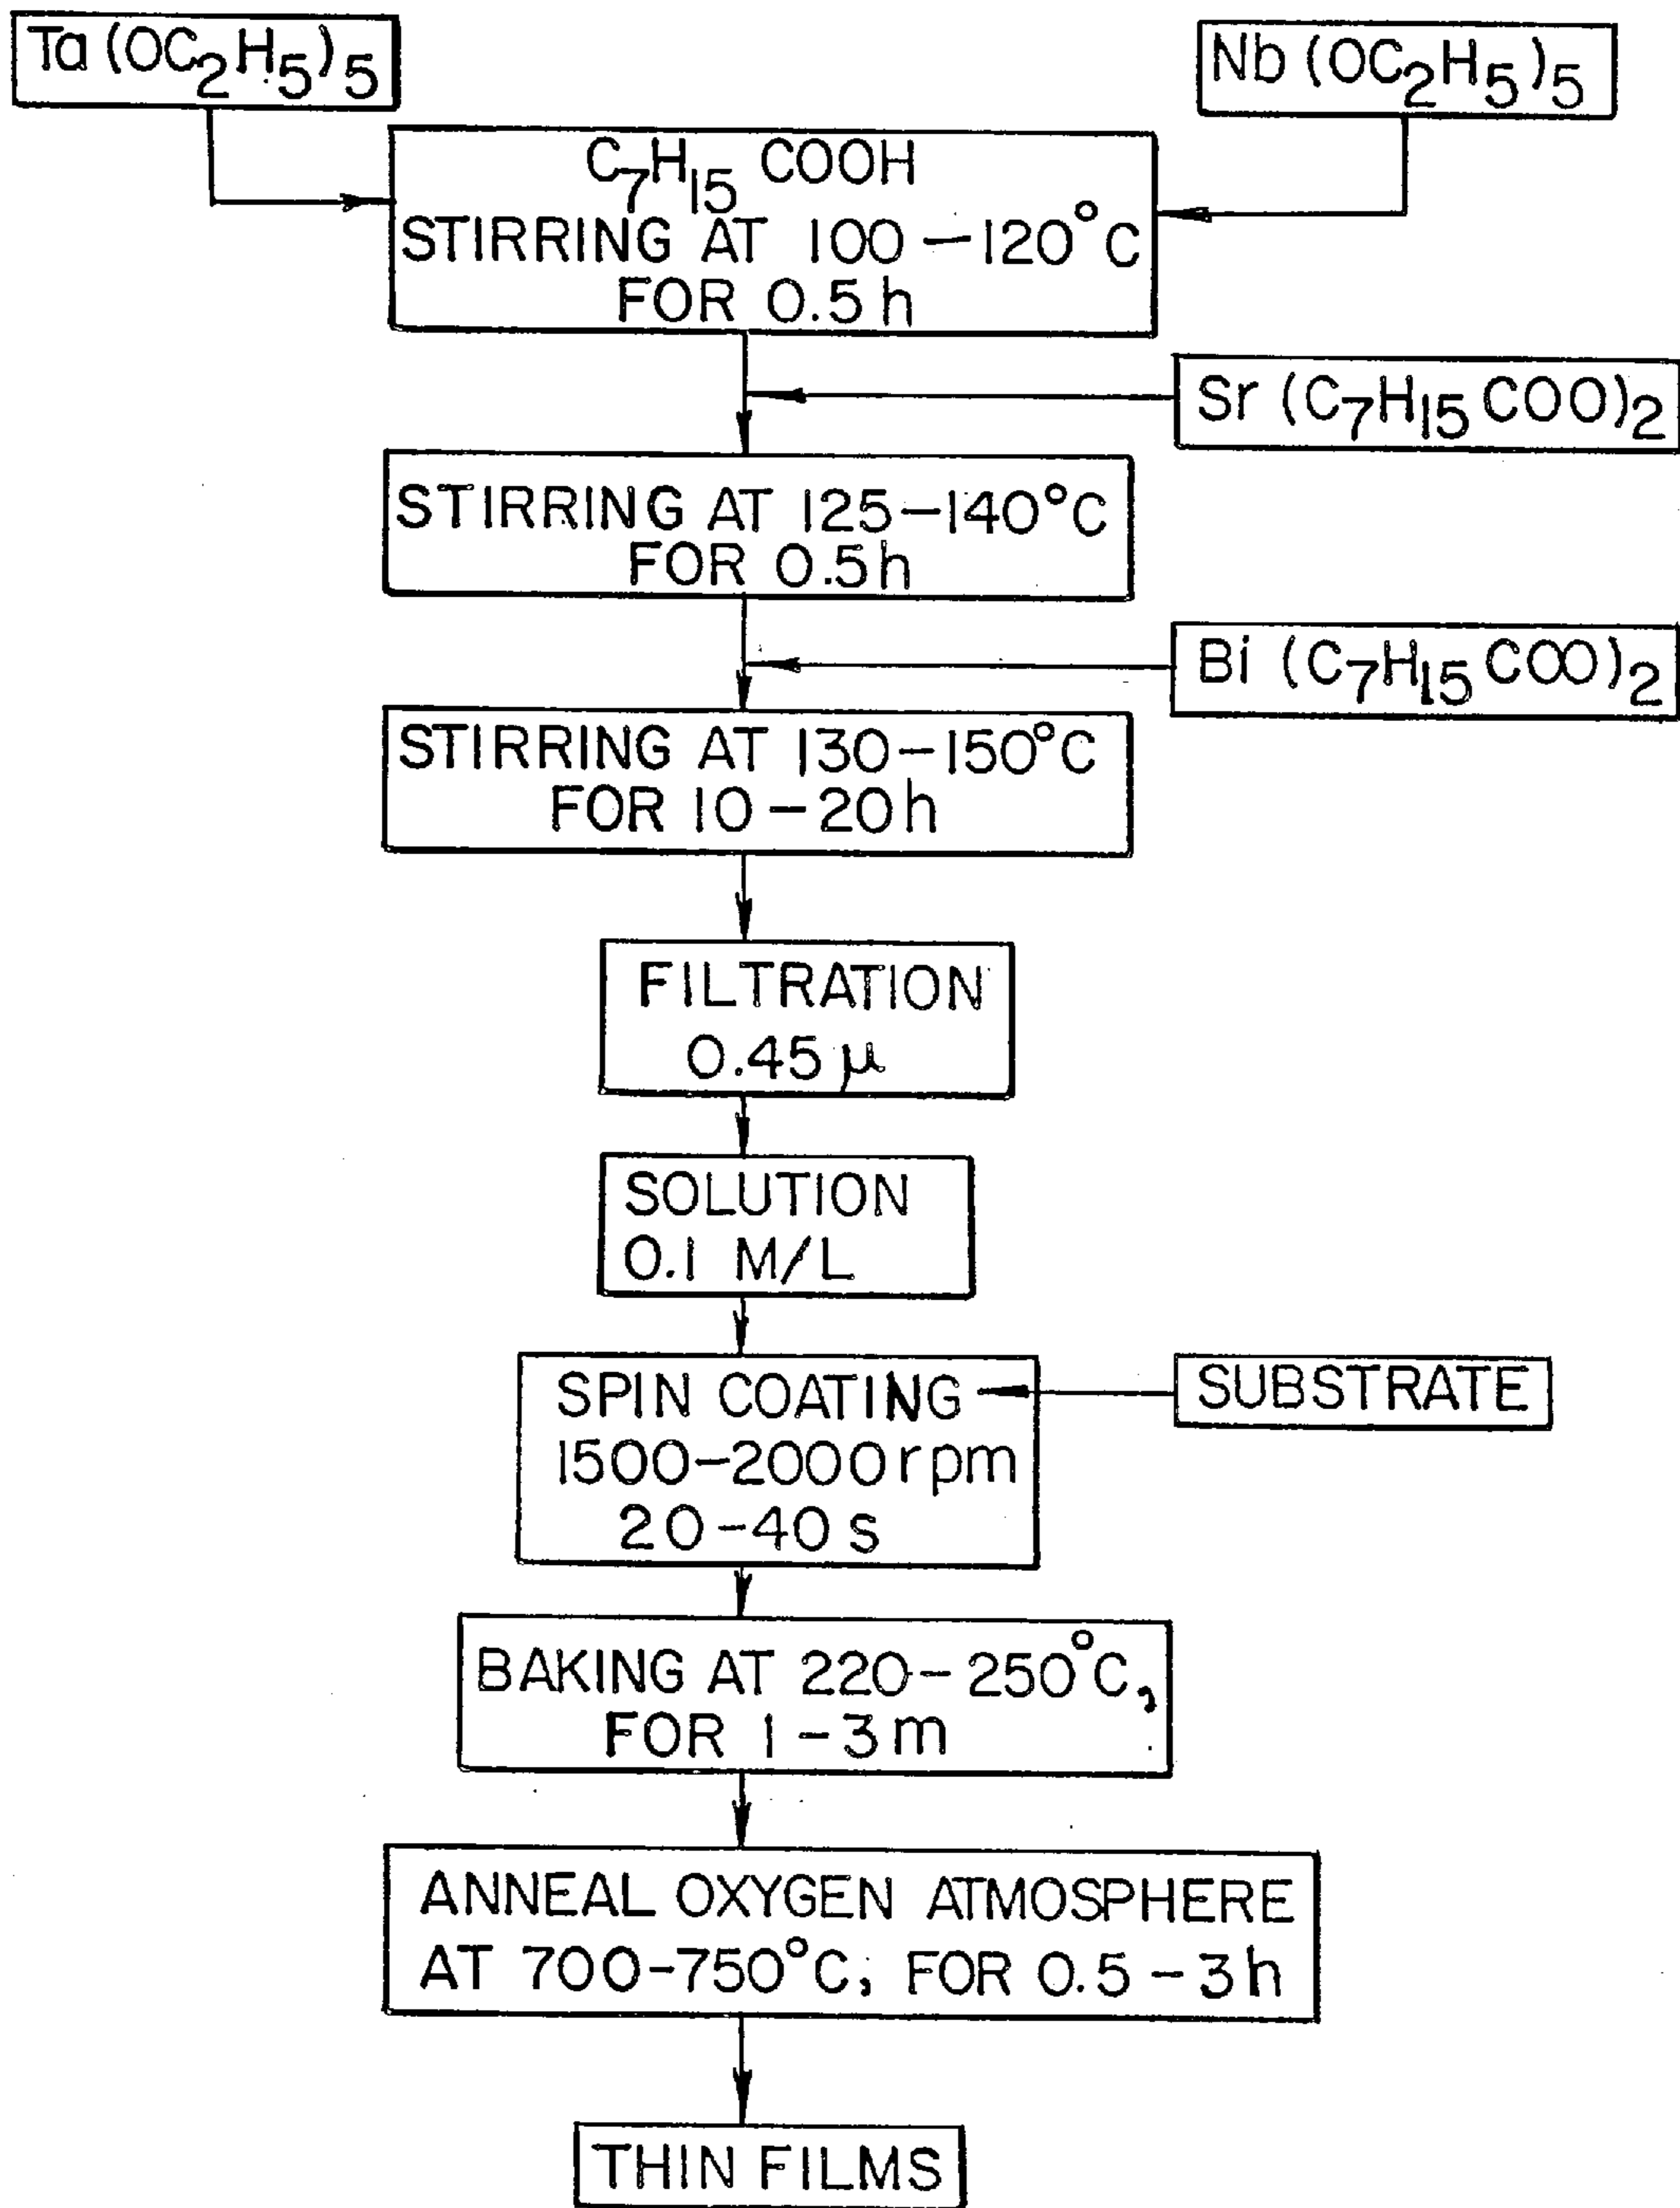 Ta (OC₂H₅)₅
Nb (OC₂H₅)₅
C₇H₁₅ COOH
STIRRING AT 100–120°C
FOR 0.5 h
Sr (C₇H₁₅ COO)₂
STIRRING AT 125–140°C
FOR 0.5 h
Bi (C₇H₁₅ COO)₂
STIRRING AT 130–150°C
FOR 10–20 h
FILTRATION
0.45 µ
SOLUTION
0.1 M/L
SPIN COATING
1500–2000 rpm
20–40 s
SUBSTRATE
BAKING AT 220–250°C,
FOR 1–3 m
ANNEAL OXYGEN ATMOSPHERE
AT 700–750°C, FOR 0.5–3 h
THIN FILMS